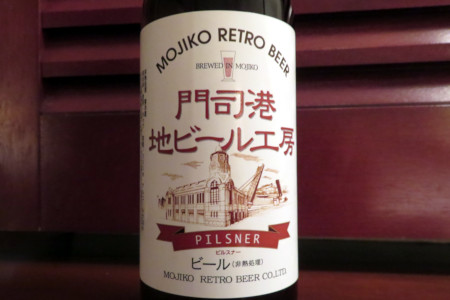 MOJIKO RETRO BEER
BREWED IN MOJIKO
門司港
地ビール工房
PILSNER
ピルスナー
ビール(非熱処理)
MOJIKO RETRO BEER CO.,LTD.